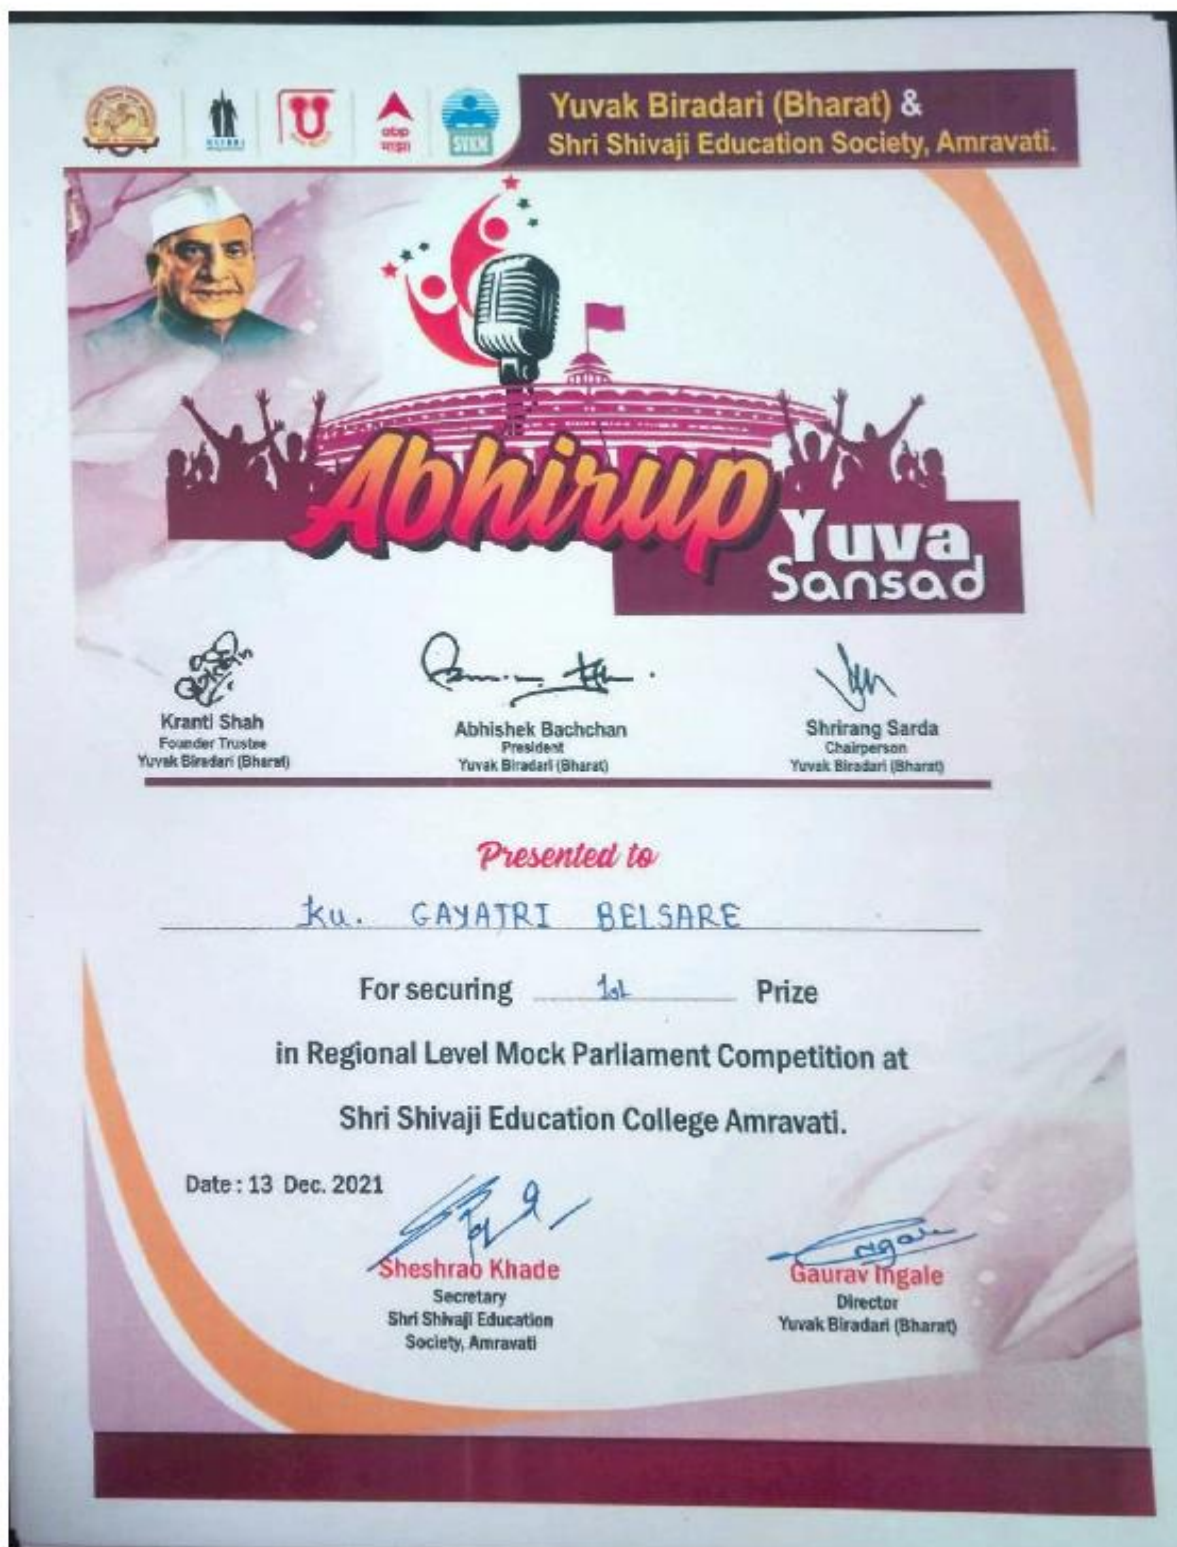 Yuvak Biradari (Bharat) &
Shri Shivaji Education Society, Amravati.
abp
माझा
SVKM
Abhirup
Yuva
Sansad
Kranti Shah
Founder Trustee
Yuvak Biradari (Bharat)
Abhishek Bachchan
President
Yuvak Biradari (Bharat)
Shrirang Sarda
Chairperson
Yuvak Biradari (Bharat)
Presented to
Ku. GAYATRI BELSARE
For securing 1st Prize
in Regional Level Mock Parliament Competition at
Shri Shivaji Education College Amravati.
Date : 13 Dec. 2021
Sheshrao Khade
Secretary
Shri Shivaji Education
Society, Amravati
Gaurav Ingale
Director
Yuvak Biradari (Bharat)